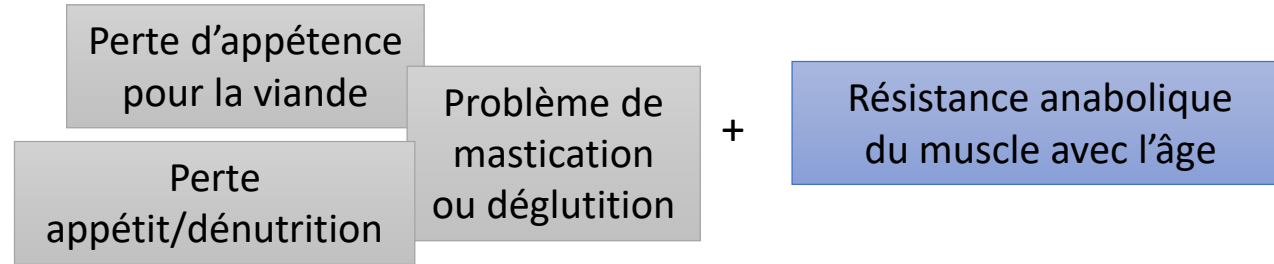 Perte d’appétence
pour la viande
Problème de
mastication
ou déglutition
Perte
appétit/dénutrition
+
Résistance anabolique
du muscle avec l’âge